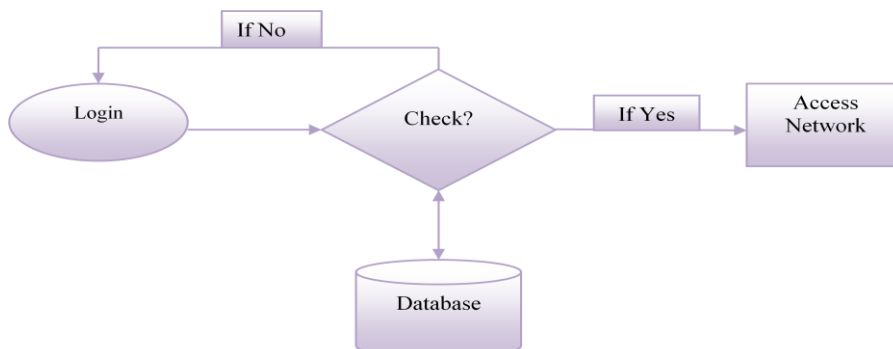 If No
Login
Check?
If Yes
Access
Network
Database